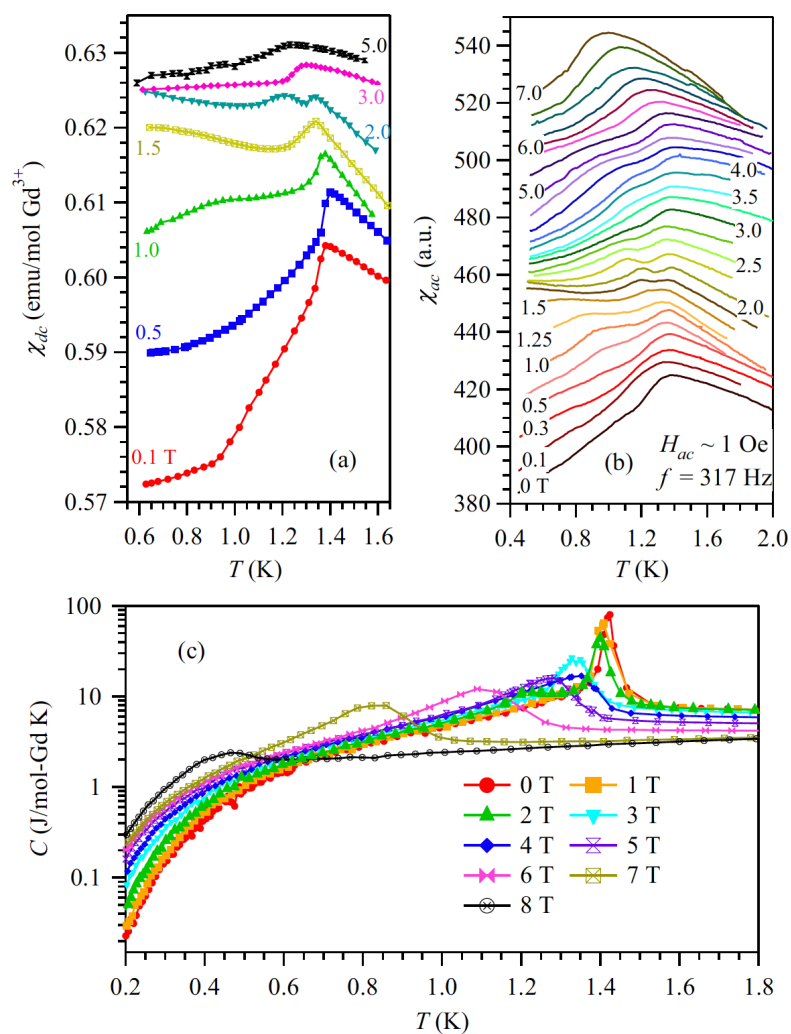 0.63
0.62
0.61
0.60
0.59
0.58
0.57
χdc (emu/mol Gd3+)
5.0
3.0
2.0
1.5
1.0
0.5
0.1 T
(a)
0.6
1.0
1.2
1.4
1.6
T (K)
540
520
500
480
460
440
420
400
380
χac (a.u.)
7.0
6.0
5.0
4.0
3.5
3.0
2.5
2.0
1.5
1.25
1.0
0.5
0.3
0.1
0 T
(b)
Hac ~ 1 Oe
f = 317 Hz
0.4
0.8
1.2
1.6
2.0
T (K)
100
10
1
0.1
C (J/mol-Gd K)
(c)
0 T
1 T
2 T
3 T
4 T
5 T
6 T
7 T
8 T
0.2
0.4
0.6
0.8
1.0
1.2
1.4
1.6
1.8
T (K)